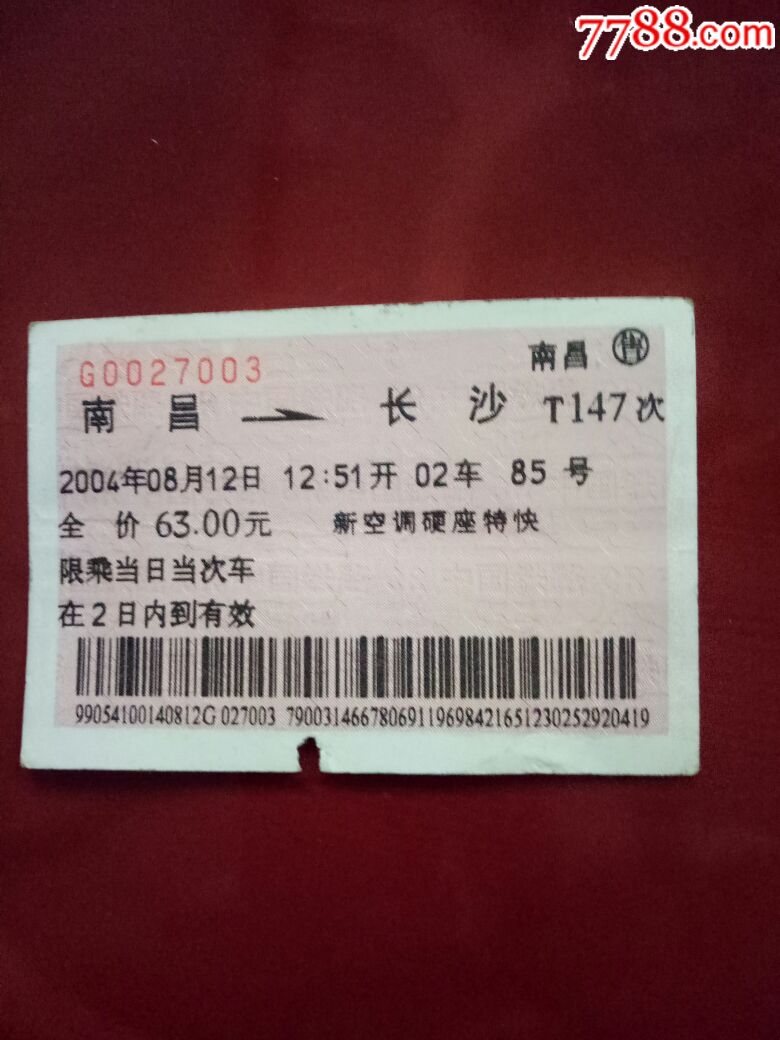 7788.com
G0027003 南昌 售
南昌 → 长沙 T147次
2004年08月12日 12:51开 02车 85号
全 价 63.00元 新空调硬座特快
限乘当日当次车
在2日内到有效
99054100140812G027003 79003146678069119698421651230252920419